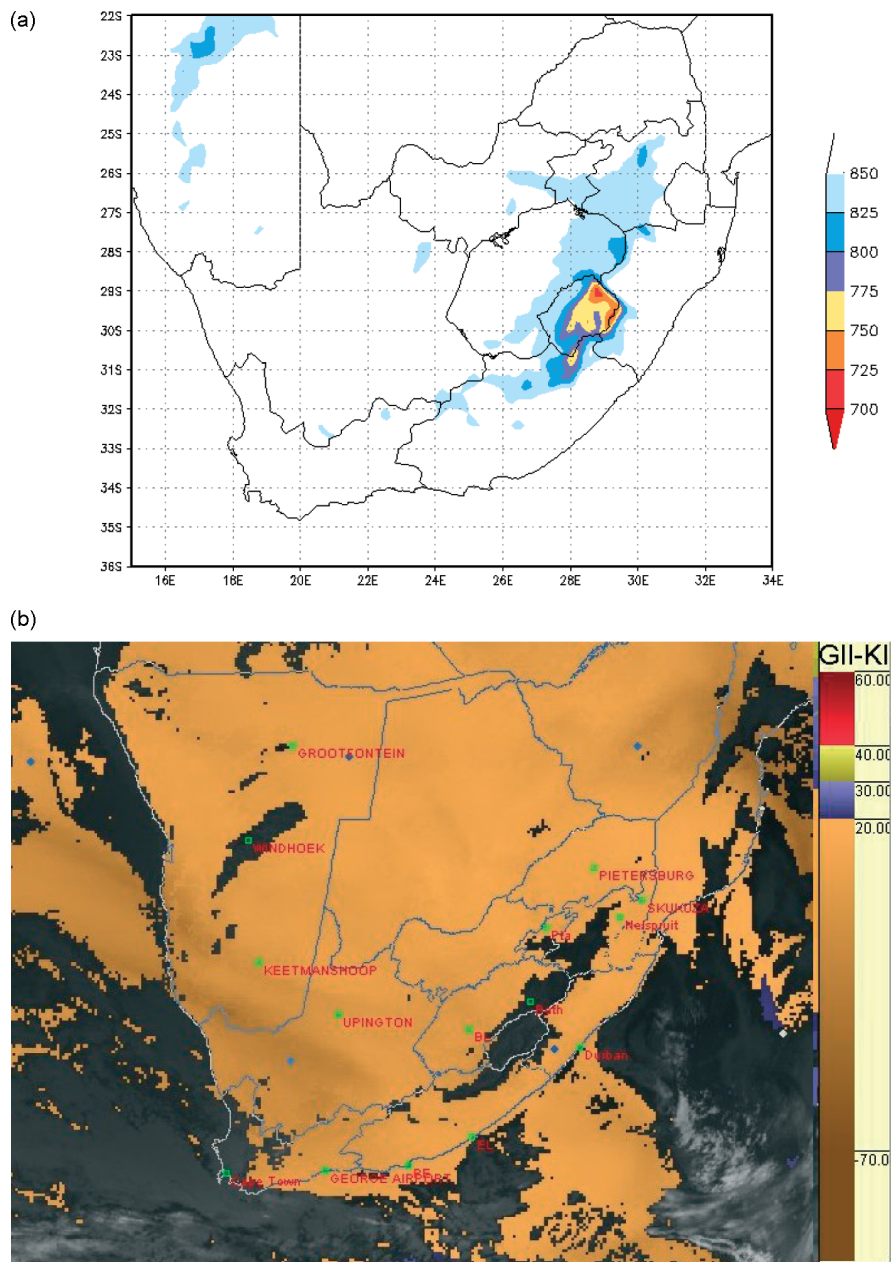 (a)
22S
23S
24S
25S
26S
27S
28S
29S
30S
31S
32S
33S
34S
35S
36S
16E 18E 20E 22E 24E 26E 28E 30E 32E 34E
850
825
800
775
750
725
700
(b)
GII-KI
60.00
40.00
30.00
20.00
-70.0
GROOTFONTEIN
WINDHOEK
PIETERSBURG
SKUKUZA
Nelspruit
Pta
KEETMANSHOOP
Beth
UPINGTON
BL
Durban
EL
PE
GEORGE AIRPORT
Cape Town